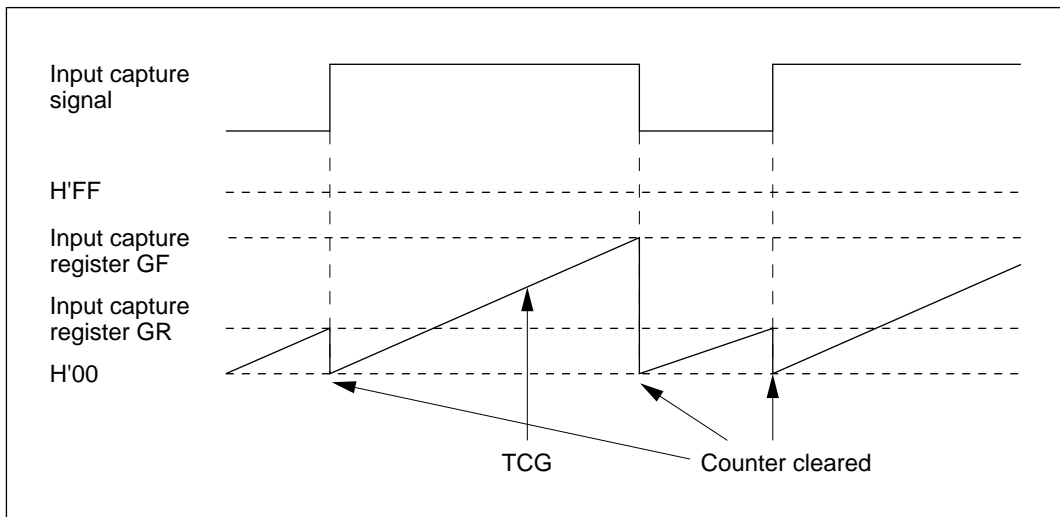 Input capture
signal
H'FF
Input capture
register GF
Input capture
register GR
H'00
TCG
Counter cleared